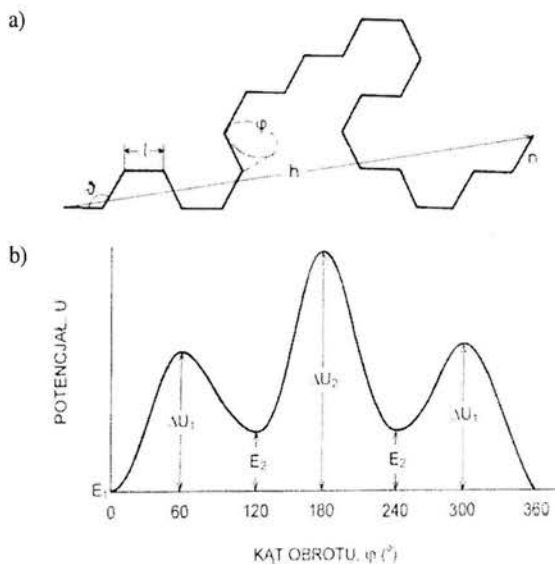 a)
φ
l
ϑ
h
n
b)
POTENCJAŁ, U
ΔU₁
E₂
ΔU₂
E₂
ΔU₁
E₁
0 60 120 180 240 300 360
KĄT OBROTU, φ (°)